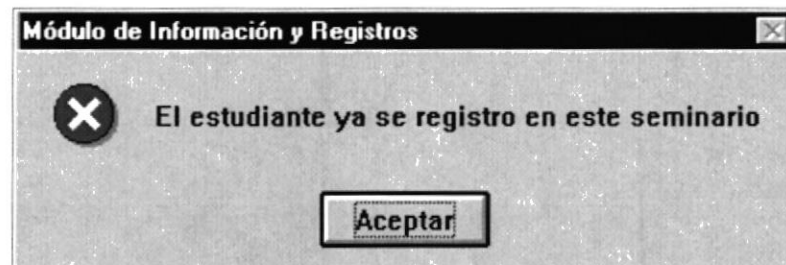 Módulo de Información y Registros
El estudiante ya se registro en este seminario
Aceptar